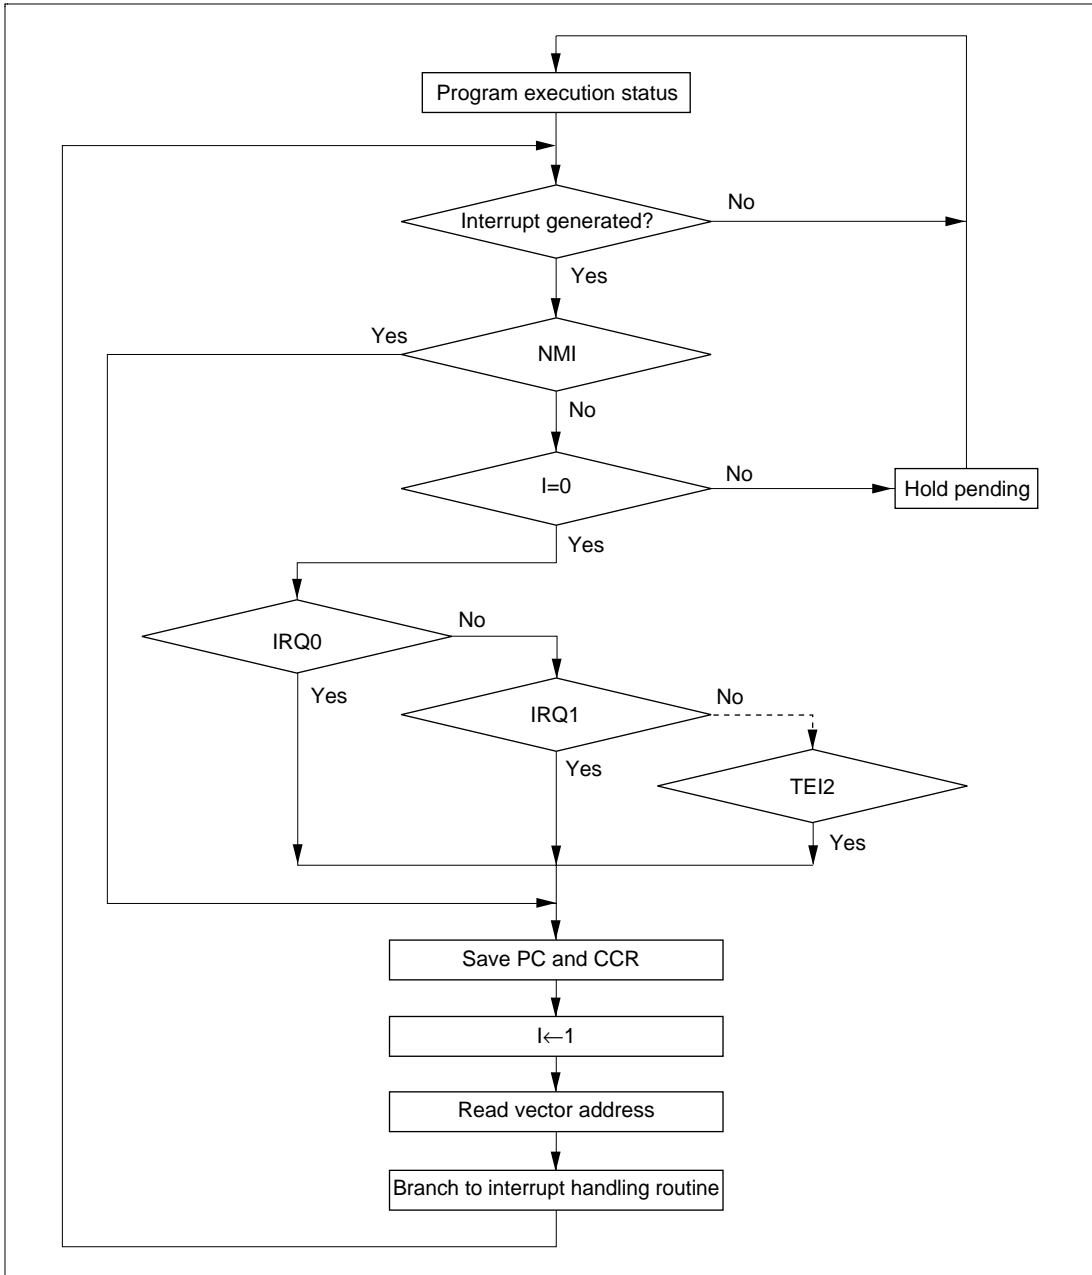 Program execution status
Interrupt generated?
No
Yes
Yes
NMI
No
I=0
No
Hold pending
Yes
IRQ0
No
Yes
IRQ1
No
Yes
TEI2
Yes
Save PC and CCR
I←1
Read vector address
Branch to interrupt handling routine